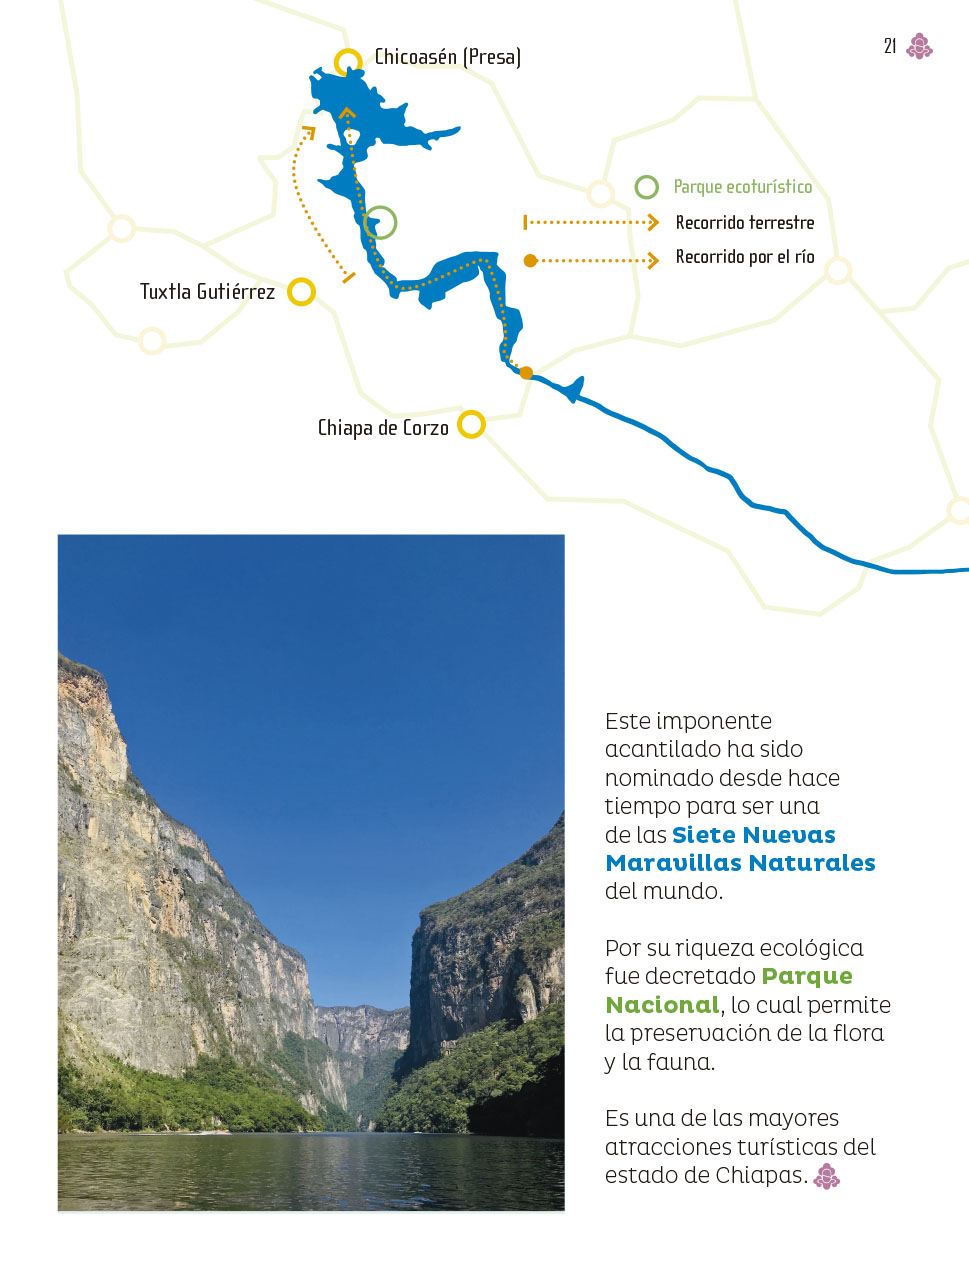 21
Chicoasén (Presa)
Parque ecoturístico
Recorrido terrestre
Recorrido por el río
Tuxtla Gutiérrez
Chiapa de Corzo
Este imponente
acantilado ha sido
nominado desde hace
tiempo para ser una
de las Siete Nuevas
Maravillas Naturales
del mundo.
Por su riqueza ecológica
fue decretado Parque
Nacional, lo cual permite
la preservación de la flora
y la fauna.
Es una de las mayores
atracciones turísticas del
estado de Chiapas.